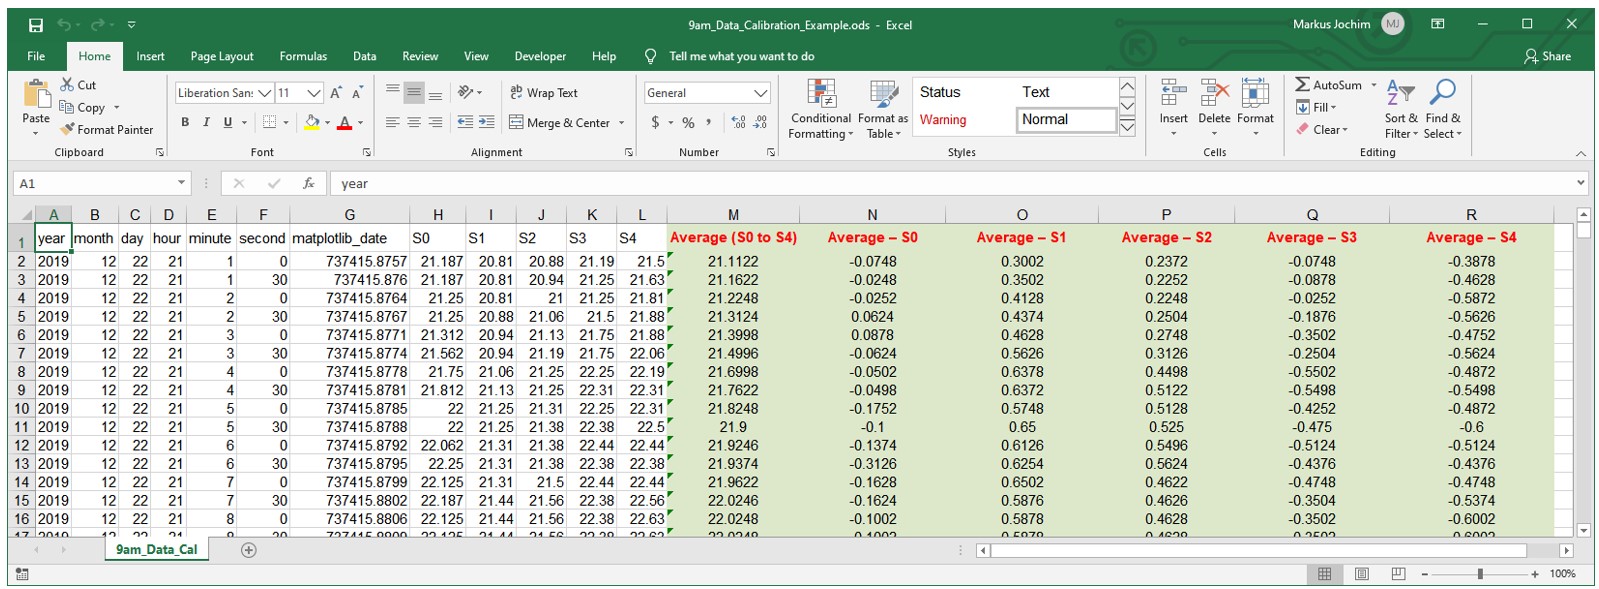 9am_Data_Calibration_Example.ods - Excel
Markus Jochim MJ
File Home Insert Page Layout Formulas Data Review View Developer Help Tell me what you want to do Share
Paste
Cut
Copy
Format Painter
Clipboard
Liberation Sans 11 A A
B I U A
Font
ab Wrap Text
Merge & Center
Alignment
General
$ % ,
Number
Conditional Formatting
Format as Table
Status Text
Warning Normal
Styles
Insert Delete Format
Cells
AutoSum
Fill
Clear
Sort & Filter
Find & Select
Editing
A1 fx year
A B C D E F G H I J K L M N O P Q R
1 year month day hour minute second matplotlib_date S0 S1 S2 S3 S4 Average (S0 to S4) Average – S0 Average – S1 Average – S2 Average – S3 Average – S4
2 2019 12 22 21 1 0 737415.8757 21.187 20.81 20.88 21.19 21.5 21.1122 -0.0748 0.3002 0.2372 -0.0748 -0.3878
3 2019 12 22 21 1 30 737415.876 21.187 20.81 20.94 21.25 21.63 21.1622 -0.0248 0.3502 0.2252 -0.0878 -0.4628
4 2019 12 22 21 2 0 737415.8764 21.25 20.81 21 21.25 21.81 21.2248 -0.0252 0.4128 0.2248 -0.0252 -0.5872
5 2019 12 22 21 2 30 737415.8767 21.25 20.88 21.06 21.5 21.88 21.3124 0.0624 0.4374 0.2504 -0.1876 -0.5626
6 2019 12 22 21 3 0 737415.8771 21.312 20.94 21.13 21.75 21.88 21.3998 0.0878 0.4628 0.2748 -0.3502 -0.4752
7 2019 12 22 21 3 30 737415.8774 21.562 20.94 21.19 21.75 22.06 21.4996 -0.0624 0.5626 0.3126 -0.2504 -0.5624
8 2019 12 22 21 4 0 737415.8778 21.75 21.06 21.25 22.25 22.19 21.6998 -0.0502 0.6378 0.4498 -0.5502 -0.4872
9 2019 12 22 21 4 30 737415.8781 21.812 21.13 21.25 22.31 22.31 21.7622 -0.0498 0.6372 0.5122 -0.5498 -0.5498
10 2019 12 22 21 5 0 737415.8785 22 21.25 21.31 22.25 22.31 21.8248 -0.1752 0.5748 0.5128 -0.4252 -0.4872
11 2019 12 22 21 5 30 737415.8788 22 21.25 21.38 22.38 22.5 21.9 -0.1 0.65 0.525 -0.475 -0.6
12 2019 12 22 21 6 0 737415.8792 22.062 21.31 21.38 22.44 22.44 21.9246 -0.1374 0.6126 0.5496 -0.5124 -0.5124
13 2019 12 22 21 6 30 737415.8795 22.25 21.31 21.38 22.38 22.38 21.9374 -0.3126 0.6254 0.5624 -0.4376 -0.4376
14 2019 12 22 21 7 0 737415.8799 22.125 21.31 21.5 22.44 22.44 21.9622 -0.1628 0.6502 0.4622 -0.4748 -0.4748
15 2019 12 22 21 7 30 737415.8802 22.187 21.44 21.56 22.38 22.56 22.0246 -0.1624 0.5876 0.4626 -0.3504 -0.5374
16 2019 12 22 21 8 0 737415.8806 22.125 21.44 21.56 22.38 22.63 22.0248 -0.1002 0.5878 0.4628 -0.3502 -0.6002
9am_Data_Cal
100%